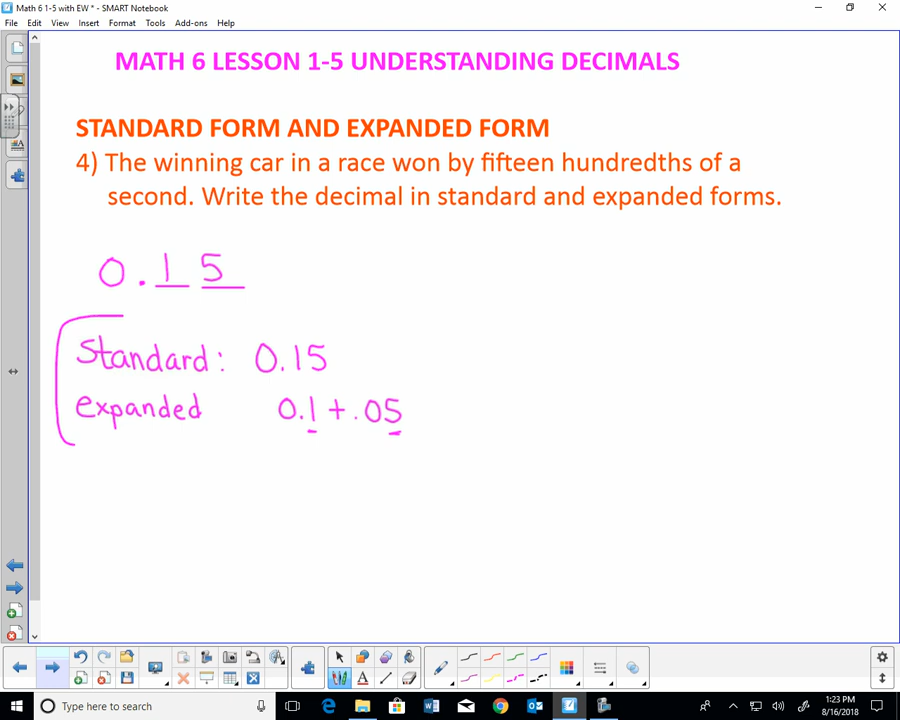 Math 6 1-5 with EW * - SMART Notebook
File Edit View Insert Format Tools Add-ons Help
MATH 6 LESSON 1-5 UNDERSTANDING DECIMALS
STANDARD FORM AND EXPANDED FORM
4) The winning car in a race won by fifteen hundredths of a
second. Write the decimal in standard and expanded forms.
0.15
Standard: 0.15
expanded 0.1 + .05
Type here to search
1:23 PM
8/16/2018